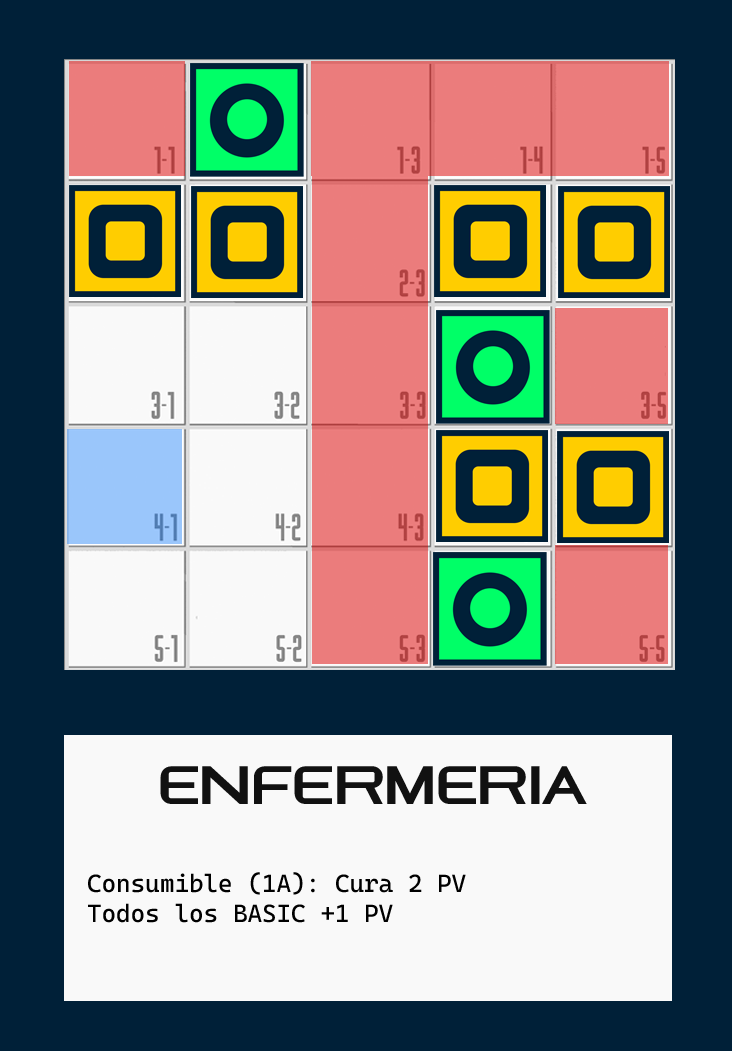 1-1 1-3 1-4 1-5
2-3
3-1 3-2 3-3 3-5
4-1 4-2 4-3
5-1 5-2 5-3 5-5
ENFERMERIA
Consumible (1A): Cura 2 PV
Todos los BASIC +1 PV